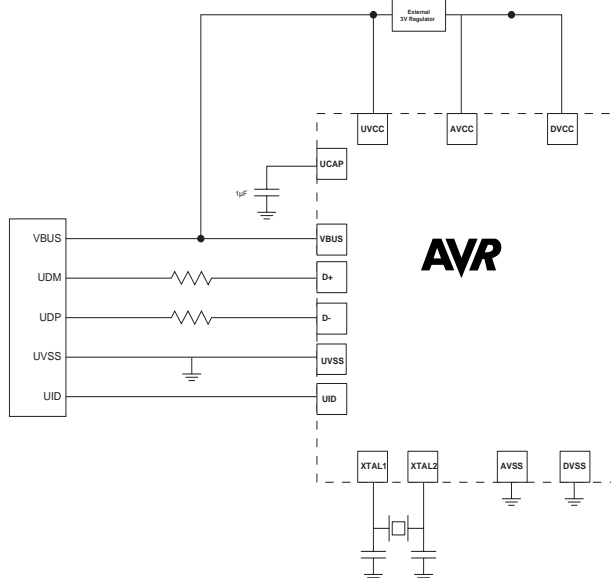 External
3V Regulator
UVCC
AVCC
DVCC
UCAP
1µF
VBUS
VBUS
AVR
UDM
D+
UDP
D-
UVSS
UVSS
UID
UID
XTAL1
XTAL2
AVSS
DVSS